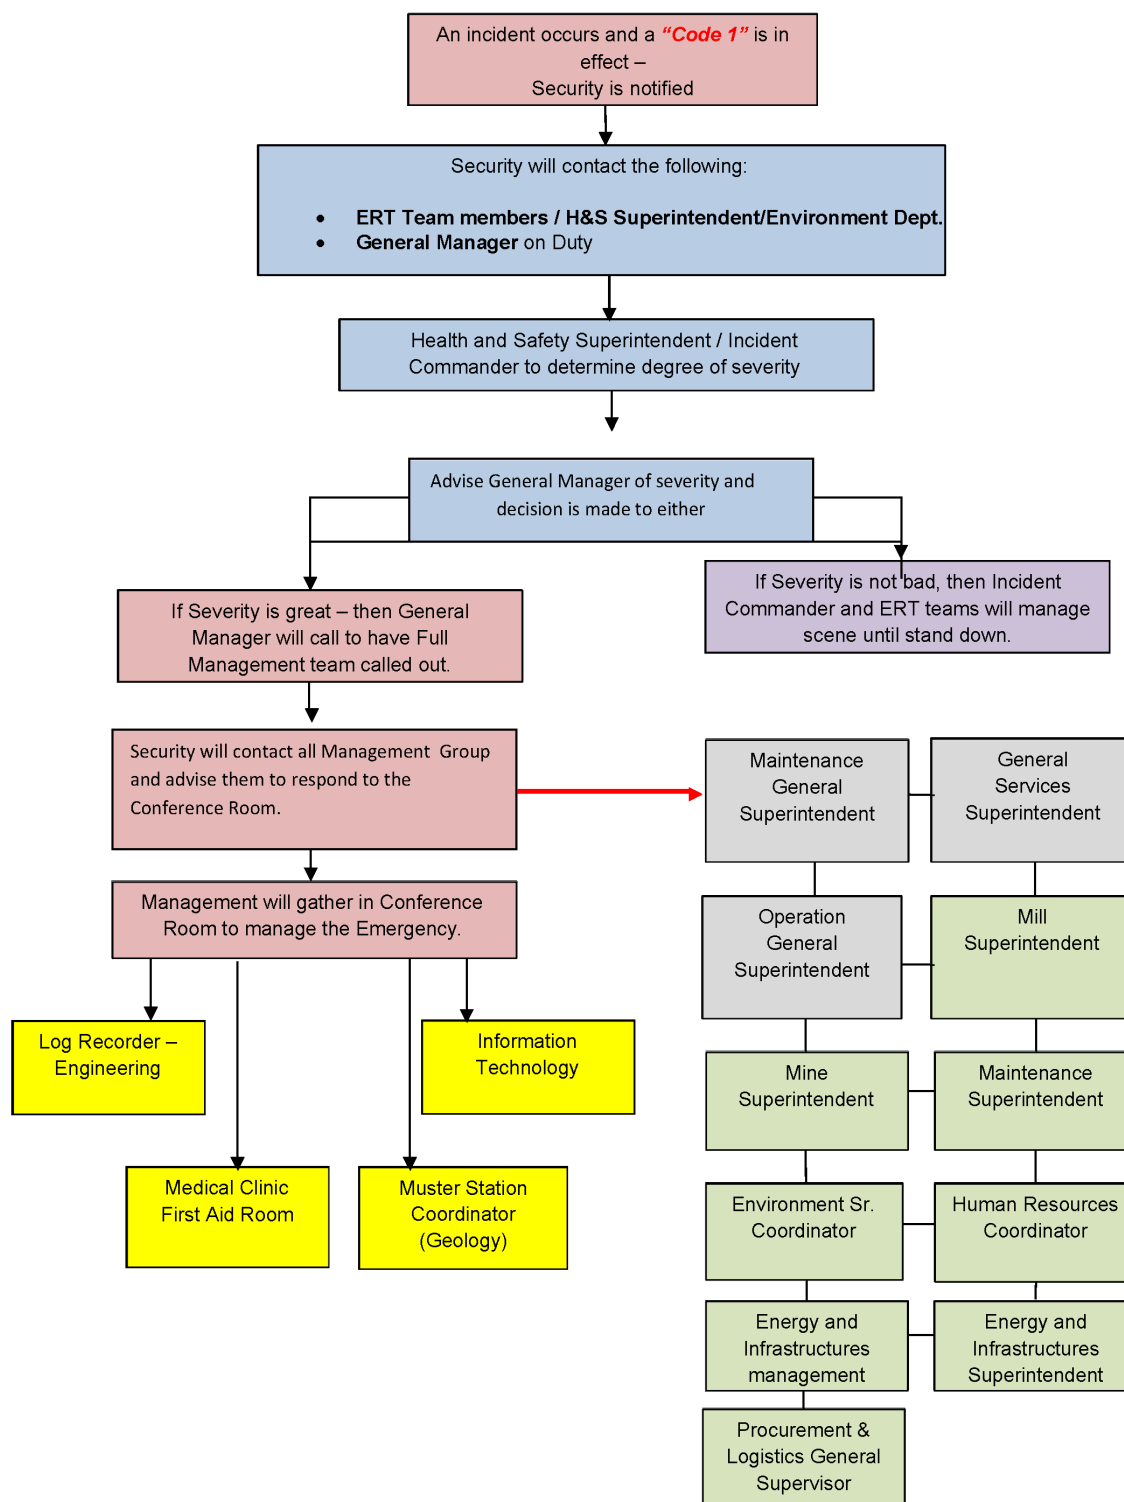 An incident occurs and a “Code 1” is in
effect –
Security is notified
Security will contact the following:
• ERT Team members / H&S Superintendent/Environment Dept.
• General Manager on Duty
Health and Safety Superintendent / Incident
Commander to determine degree of severity
Advise General Manager of severity and
decision is made to either
If Severity is great – then General
Manager will call to have Full
Management team called out.
If Severity is not bad, then Incident
Commander and ERT teams will manage
scene until stand down.
Security will contact all Management Group
and advise them to respond to the
Conference Room.
Management will gather in Conference
Room to manage the Emergency.
Log Recorder –
Engineering
Information
Technology
Medical Clinic
First Aid Room
Muster Station
Coordinator
(Geology)
Maintenance
General
Superintendent
General
Services
Superintendent
Operation
General
Superintendent
Mill
Superintendent
Mine
Superintendent
Maintenance
Superintendent
Environment Sr.
Coordinator
Human Resources
Coordinator
Energy and
Infrastructures
management
Energy and
Infrastructures
Superintendent
Procurement &
Logistics General
Supervisor